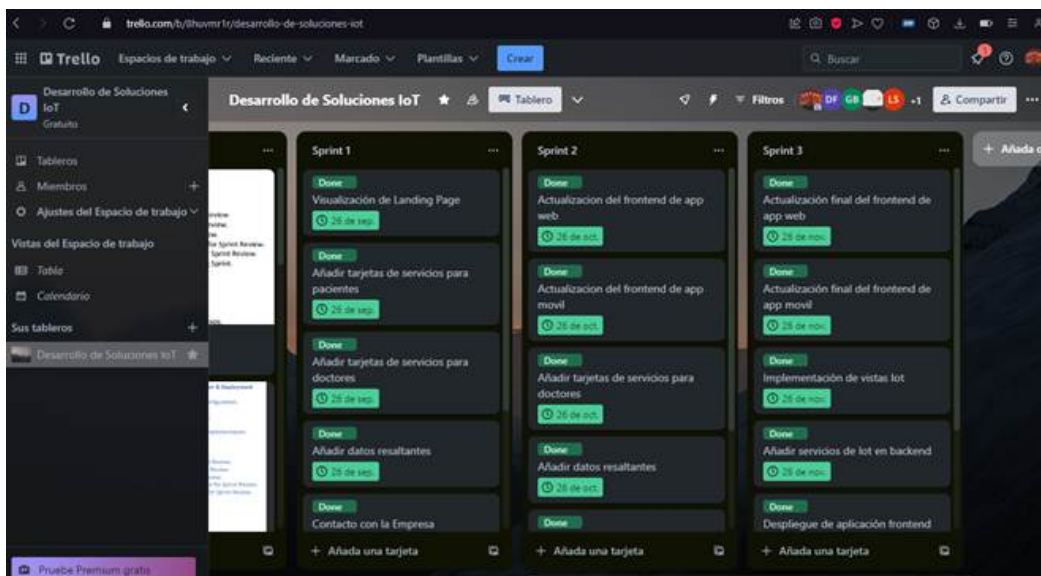 trello.com/b/8huvmr1r/desarrollo-de-soluciones-iot
Trello
Espacios de trabajo
Reciente
Marcado
Plantillas
Crear
Buscar
1
D
Desarrollo de Soluciones
IoT
Gratuito
Desarrollo de Soluciones IoT
Tablero
Filtros
DF
GB
LS
+1
Compartir
Tableros
Miembros
Ajustes del Espacio de trabajo
Vistas del Espacio de trabajo
Tabla
Calendario
Sus tableros
Desarrollo de Soluciones IoT
Pruebe Premium gratis
Sprint 1
Done
Visualización de Landing Page
26 de sep.
Done
Añadir tarjetas de servicios para
pacientes
26 de sep.
Done
Añadir tarjetas de servicios para
doctores
26 de sep.
Done
Añadir datos resaltantes
26 de sep.
Done
Contacto con la Empresa
Añada una tarjeta
Sprint 2
Done
Actualizacion del frontend de app
web
26 de oct.
Done
Actualizacion del frontend de app
movil
26 de oct.
Done
Añadir tarjetas de servicios para
doctores
26 de oct.
Done
Añadir datos resaltantes
26 de oct.
Done
Añada una tarjeta
Sprint 3
Done
Actualización final del frontend de
app web
26 de nov.
Done
Actualización final del frontend de
app movil
26 de nov.
Done
Implementación de vistas Iot
26 de nov.
Done
Añadir servicios de Iot en backend
26 de nov.
Done
Despliegue de aplicación frontend
Añada una tarjeta
Añada